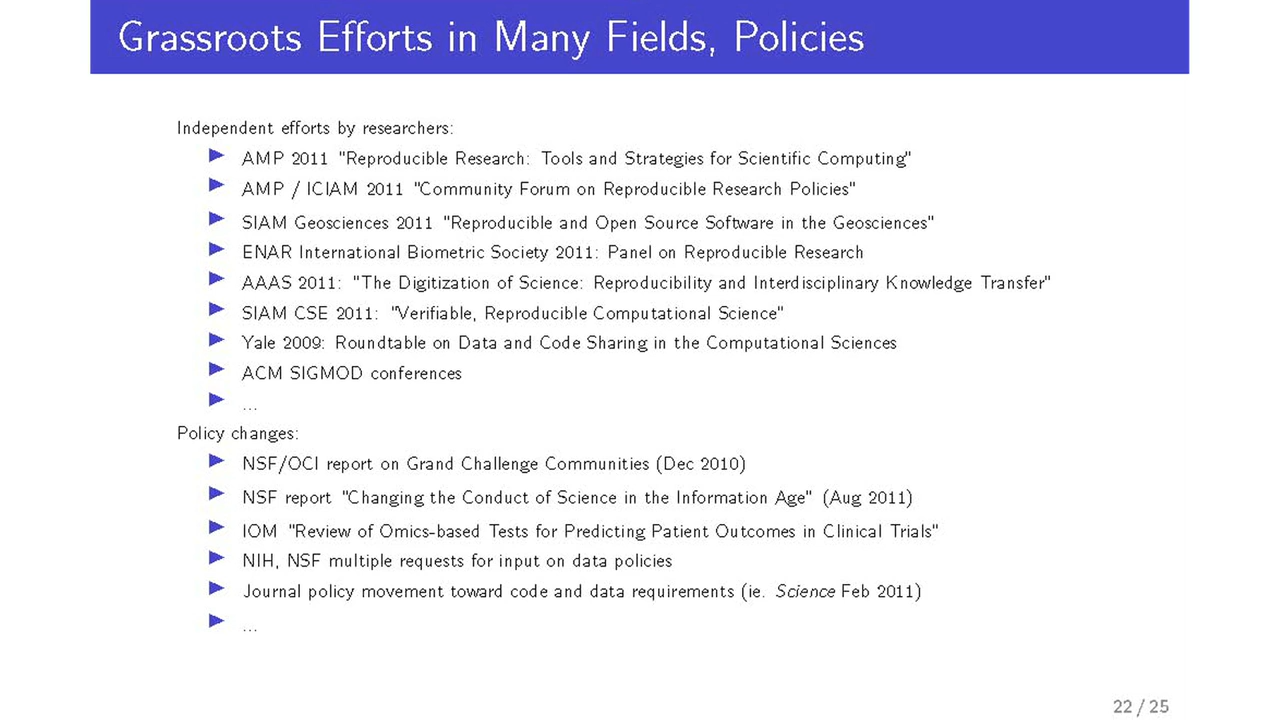 Grassroots Efforts in Many Fields, Policies
Independent efforts by researchers:
AMP 2011 "Reproducible Research: Tools and Strategies for Scientific Computing"
AMP / ICIAM 2011 "Community Forum on Reproducible Research Policies"
SIAM Geosciences 2011 "Reproducible and Open Source Software in the Geosciences"
ENAR International Biometric Society 2011: Panel on Reproducible Research
AAAS 2011: "The Digitization of Science: Reproducibility and Interdisciplinary Knowledge Transfer"
SIAM CSE 2011: "Verifiable, Reproducible Computational Science"
Yale 2009: Roundtable on Data and Code Sharing in the Computational Sciences
ACM SIGMOD conferences
...
Policy changes:
NSF/OCI report on Grand Challenge Communities (Dec 2010)
NSF report "Changing the Conduct of Science in the Information Age" (Aug 2011)
IOM "Review of Omics-based Tests for Predicting Patient Outcomes in Clinical Trials"
NIH, NSF multiple requests for input on data policies
Journal policy movement toward code and data requirements (ie. Science Feb 2011)
...
22 / 25